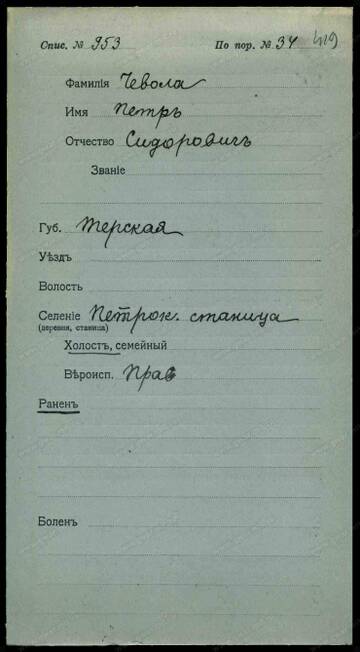 Спис. № 953 По пор. № 34 419
Фамилія Чевола
Имя Петръ
Отчество Сидоровичъ
Званіе
Губ. Терская
Уѣздъ
Волость
Селеніе Петрок. станица
(деревня, станица)
Холостъ, семейный
Вѣроисп. Прав
Раненъ
Боленъ